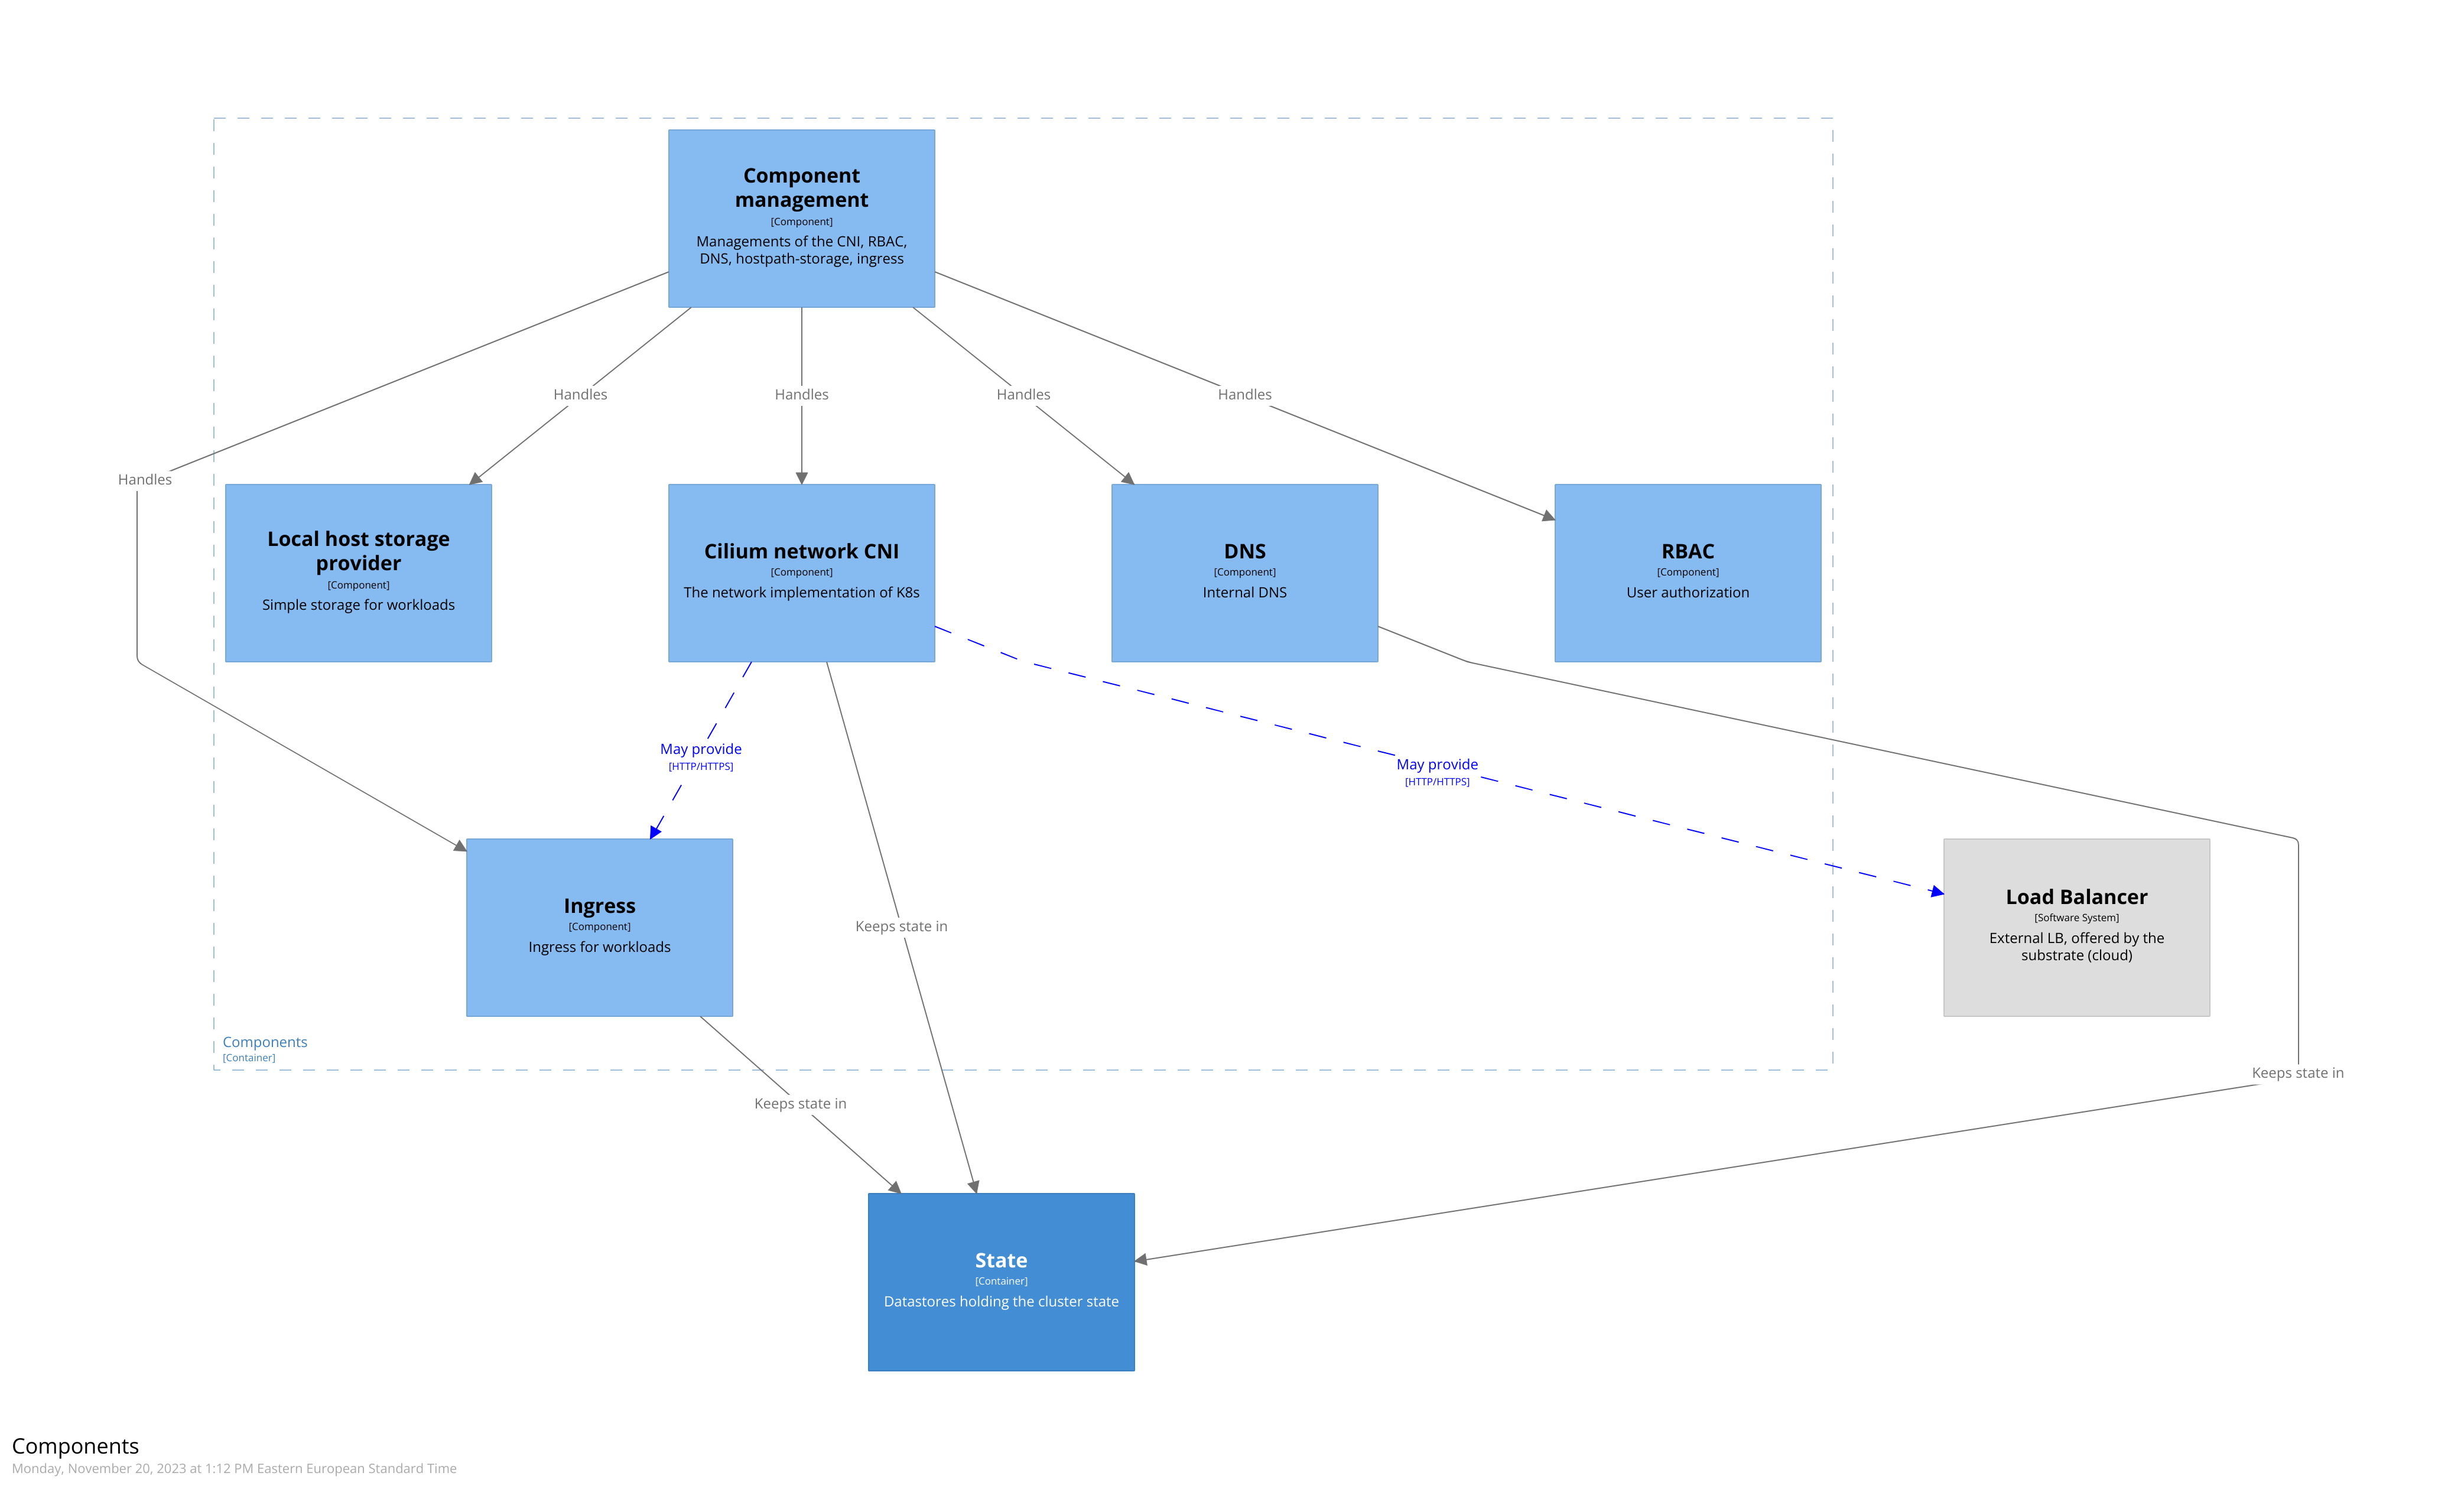 Component
management
[Component]
Managements of the CNI, RBAC,
DNS, hostpath-storage, ingress
Handles
Handles
Handles
Handles
Handles
Local host storage
provider
[Component]
Simple storage for workloads
Cilium network CNI
[Component]
The network implementation of K8s
DNS
[Component]
Internal DNS
RBAC
[Component]
User authorization
May provide
[HTTP/HTTPS]
May provide
[HTTP/HTTPS]
Ingress
[Component]
Ingress for workloads
Keeps state in
Load Balancer
[Software System]
External LB, offered by the
substrate (cloud)
Components
[Container]
Keeps state in
Keeps state in
State
[Container]
Datastores holding the cluster state
Components
Monday, November 20, 2023 at 1:12 PM Eastern European Standard Time